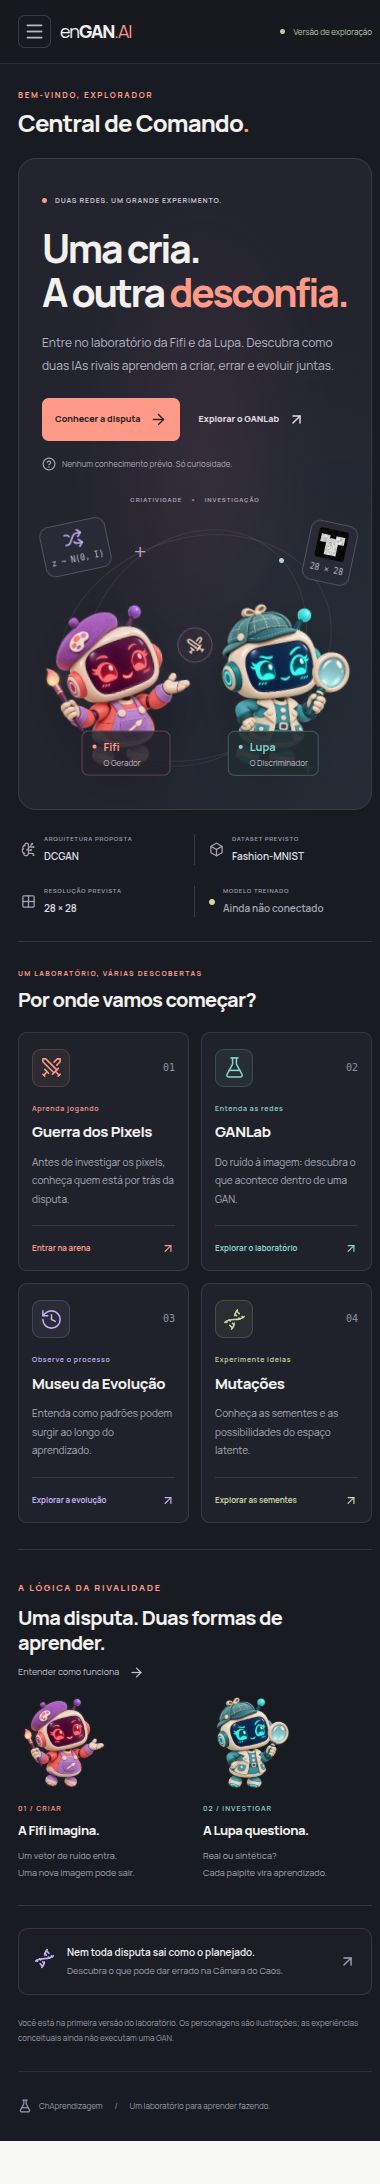 enGAN.AI
Versão de exploração
BEM-VINDO, EXPLORADOR
Central de Comando.
DUAS REDES. UM GRANDE EXPERIMENTO.
Uma cria.
A outra desconfia.
Entre no laboratório da Fifi e da Lupa. Descubra como
duas IAs rivais aprendem a criar, errar e evoluir juntas.
Conhecer a disputa
Explorar o GANLab
Nenhum conhecimento prévio. Só curiosidade.
CRIATIVIDADE • INVESTIGAÇÃO
z ~ N(0, I)
28 × 28
Fifi
O Gerador
Lupa
O Discriminador
ARQUITETURA PROPOSTA
DCGAN
DATASET PREVISTO
Fashion-MNIST
RESOLUÇÃO PREVISTA
28 × 28
MODELO TREINADO
Ainda não conectado
UM LABORATÓRIO, VÁRIAS DESCOBERTAS
Por onde vamos começar?
01
Aprenda jogando
Guerra dos Pixels
Antes de investigar os pixels,
conheça quem está por trás da
disputa.
Entrar na arena
02
Entenda as redes
GANLab
Do ruído à imagem: descubra o
que acontece dentro de uma
GAN.
Explorar o laboratório
03
Observe o processo
Museu da Evolução
Entenda como padrões podem
surgir ao longo do
aprendizado.
Explorar a evolução
04
Experimente ideias
Mutações
Conheça as sementes e as
possibilidades do espaço
latente.
Explorar as sementes
A LÓGICA DA RIVALIDADE
Uma disputa. Duas formas de
aprender.
Entender como funciona
01 / CRIAR
A Fifi imagina.
Um vetor de ruído entra.
Uma nova imagem pode sair.
02 / INVESTIGAR
A Lupa questiona.
Real ou sintética?
Cada palpite vira aprendizado.
Nem toda disputa sai como o planejado.
Descubra o que pode dar errado na Câmara do Caos.
Você está na primeira versão do laboratório. Os personagens são ilustrações; as experiências
conceituais ainda não executam uma GAN.
ChAprendizagem / Um laboratório para aprender fazendo.